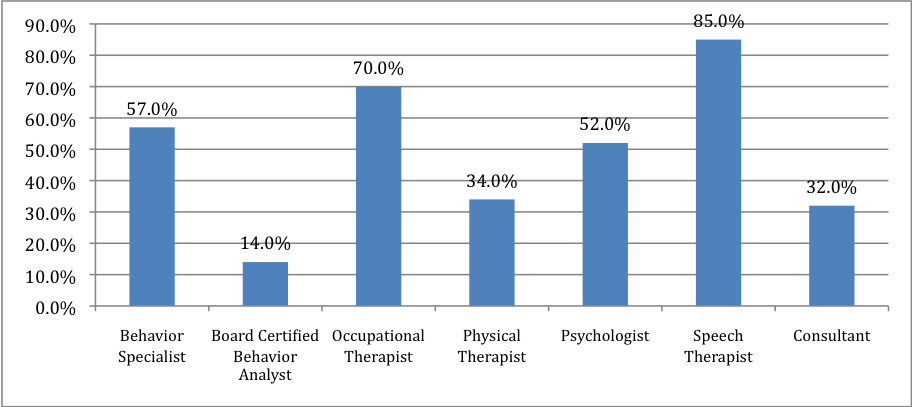 90.0%
80.0%
70.0%
60.0%
50.0%
40.0%
30.0%
20.0%
10.0%
0.0%
57.0%
14.0%
70.0%
34.0%
52.0%
85.0%
32.0%
Behavior
Specialist
Board Certified
Behavior
Analyst
Occupational
Therapist
Physical
Therapist
Psychologist
Speech
Therapist
Consultant